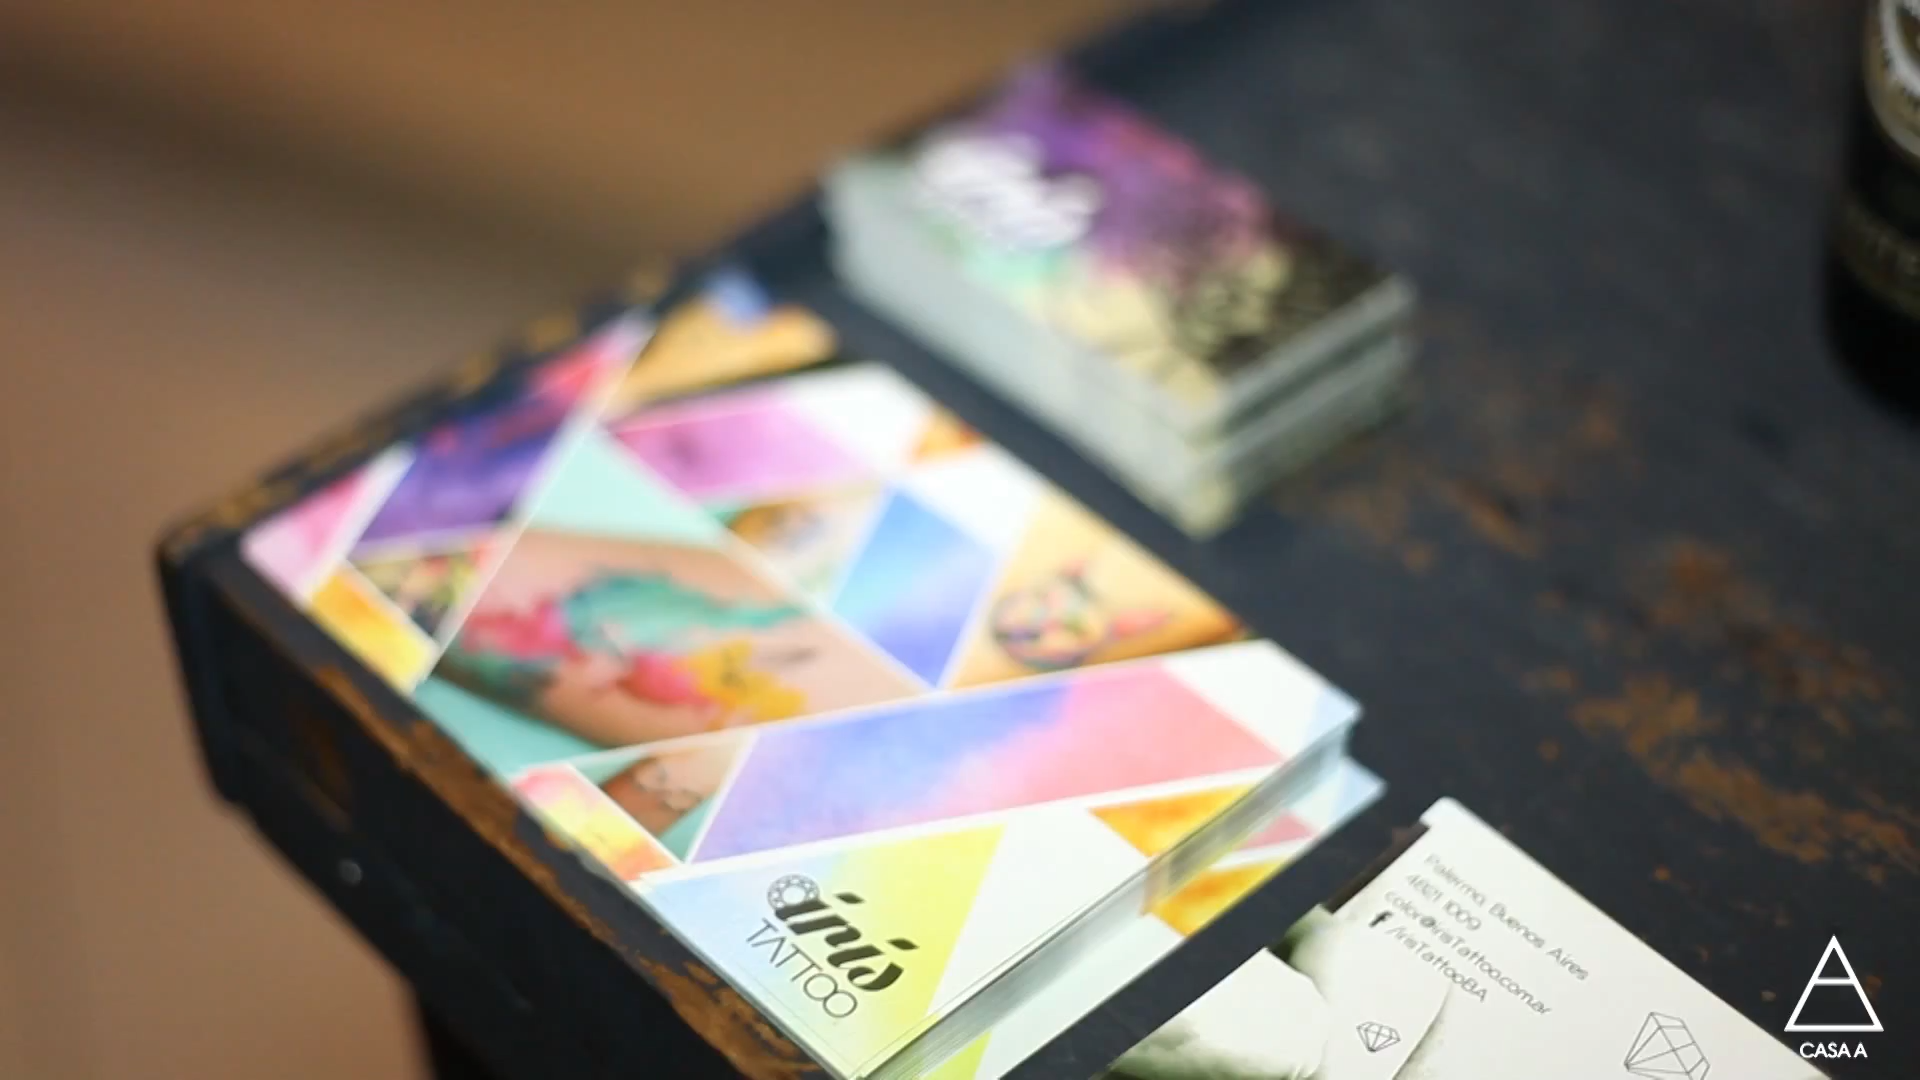 iris
TATTOO
Palermo, Buenos Aires
4821 1009
color@irisTattoo.com.ar
f /irisTattooBA
CASA A